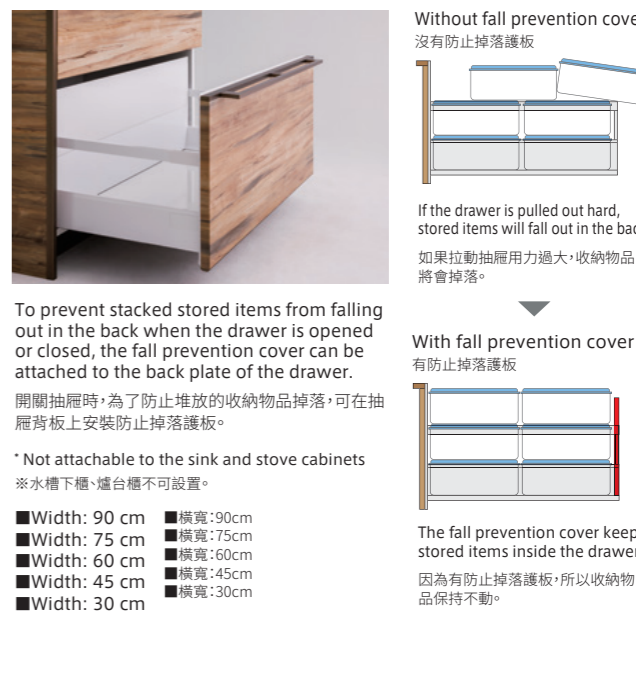 To prevent stacked stored items from falling
out in the back when the drawer is opened
or closed, the fall prevention cover can be
attached to the back plate of the drawer.
開關抽屜時，為了防止堆放的收納物品掉落，可在抽
屜背板上安裝防止掉落護板。
* Not attachable to the sink and stove cabinets
※水槽下櫃、爐台櫃不可設置。
■Width: 90 cm
■Width: 75 cm
■Width: 60 cm
■Width: 45 cm
■Width: 30 cm
■橫寬：90cm
■橫寬：75cm
■橫寬：60cm
■橫寬：45cm
■橫寬：30cm
Without fall prevention cove
沒有防止掉落護板
If the drawer is pulled out hard,
stored items will fall out in the bac
如果拉動抽屜用力過大，收納物品
將會掉落。
With fall prevention cover
有防止掉落護板
The fall prevention cover keep
stored items inside the drawer
因為有防止掉落護板，所以收納物
品保持不動。